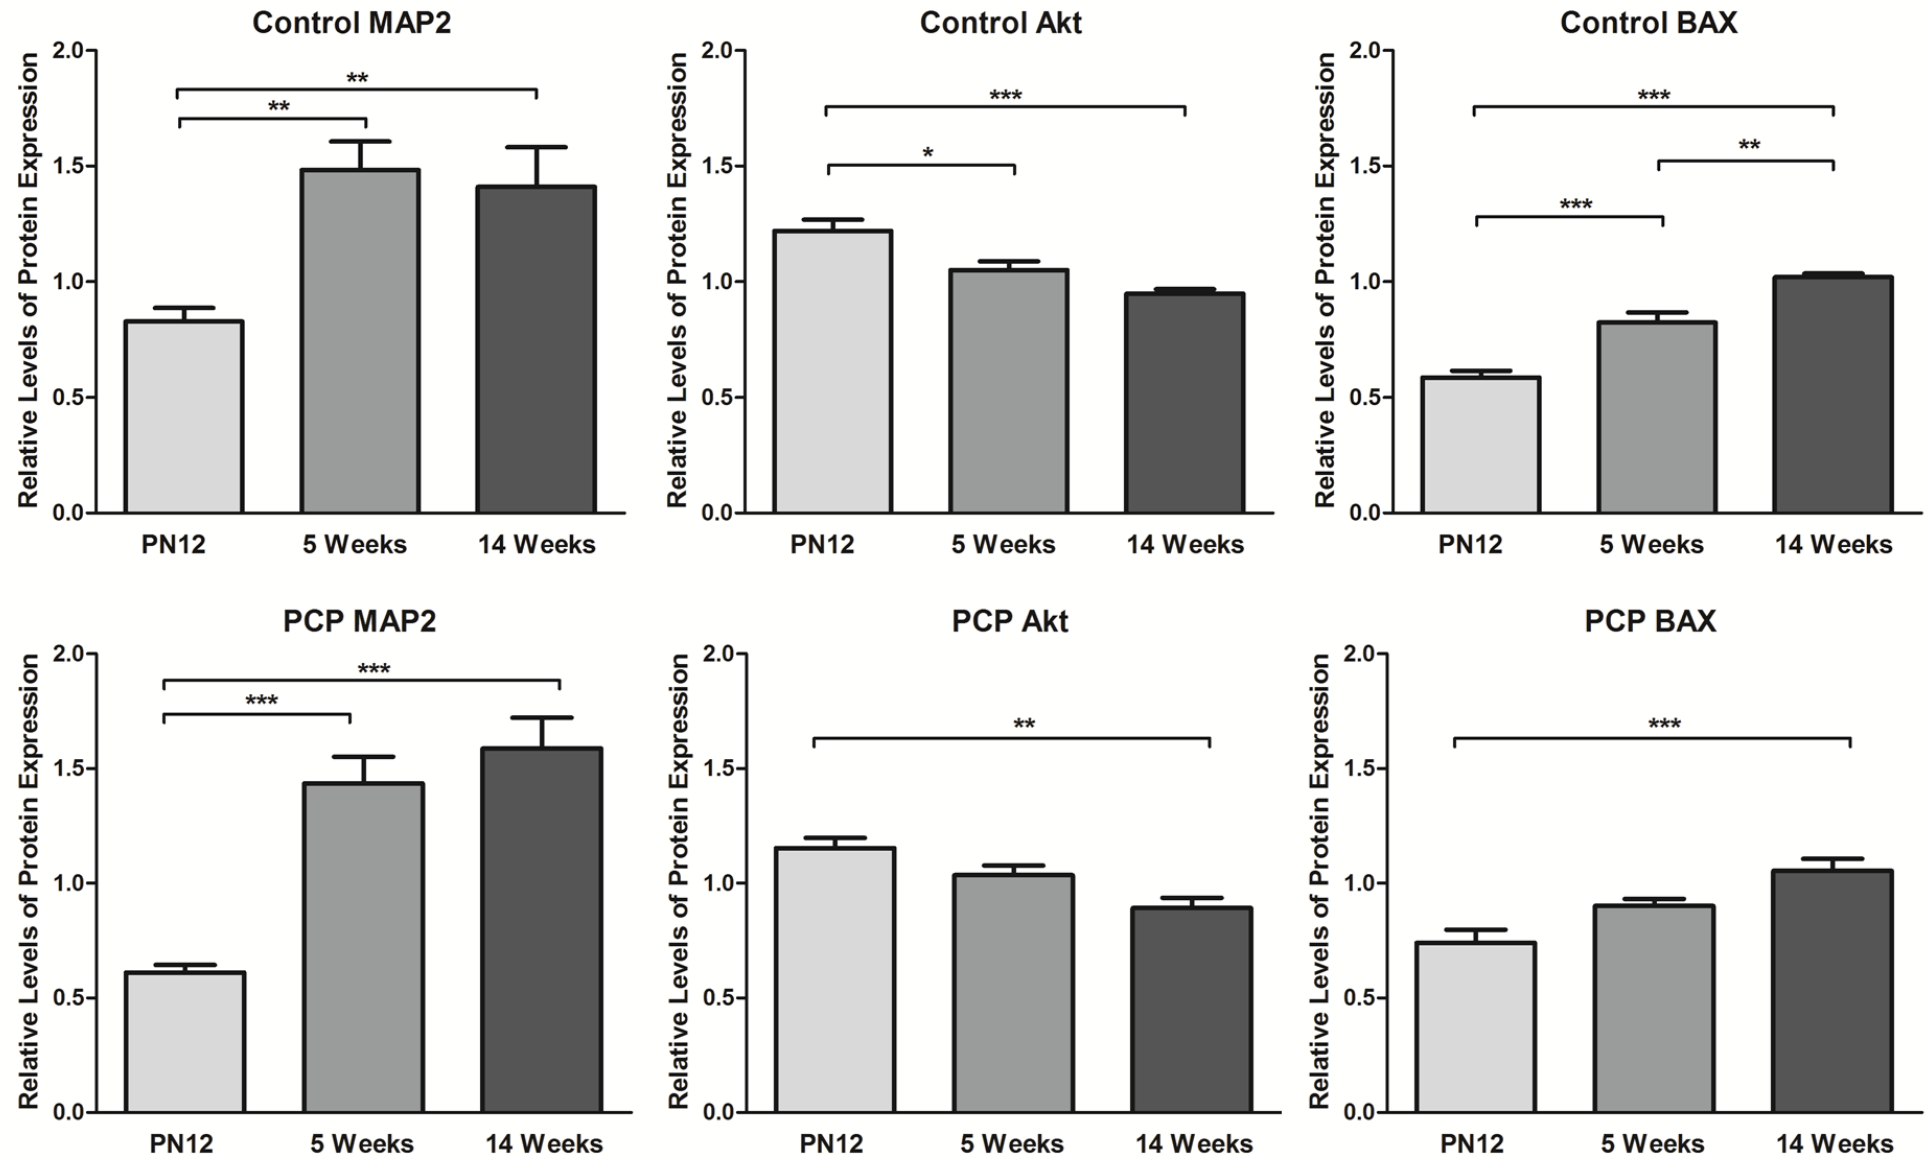 Control MAP2
Relative Levels of Protein Expression
2.0
1.5
1.0
0.5
0.0
**
**
PN12
5 Weeks
14 Weeks
Control Akt
Relative Levels of Protein Expression
2.0
1.5
1.0
0.5
0.0
***
*
PN12
5 Weeks
14 Weeks
Control BAX
Relative Levels of Protein Expression
2.0
1.5
1.0
0.5
0.0
***
**
***
PN12
5 Weeks
14 Weeks
PCP MAP2
Relative Levels of Protein Expression
2.0
1.5
1.0
0.5
0.0
***
***
PN12
5 Weeks
14 Weeks
PCP Akt
Relative Levels of Protein Expression
2.0
1.5
1.0
0.5
0.0
**
PN12
5 Weeks
14 Weeks
PCP BAX
Relative Levels of Protein Expression
2.0
1.5
1.0
0.5
0.0
***
PN12
5 Weeks
14 Weeks